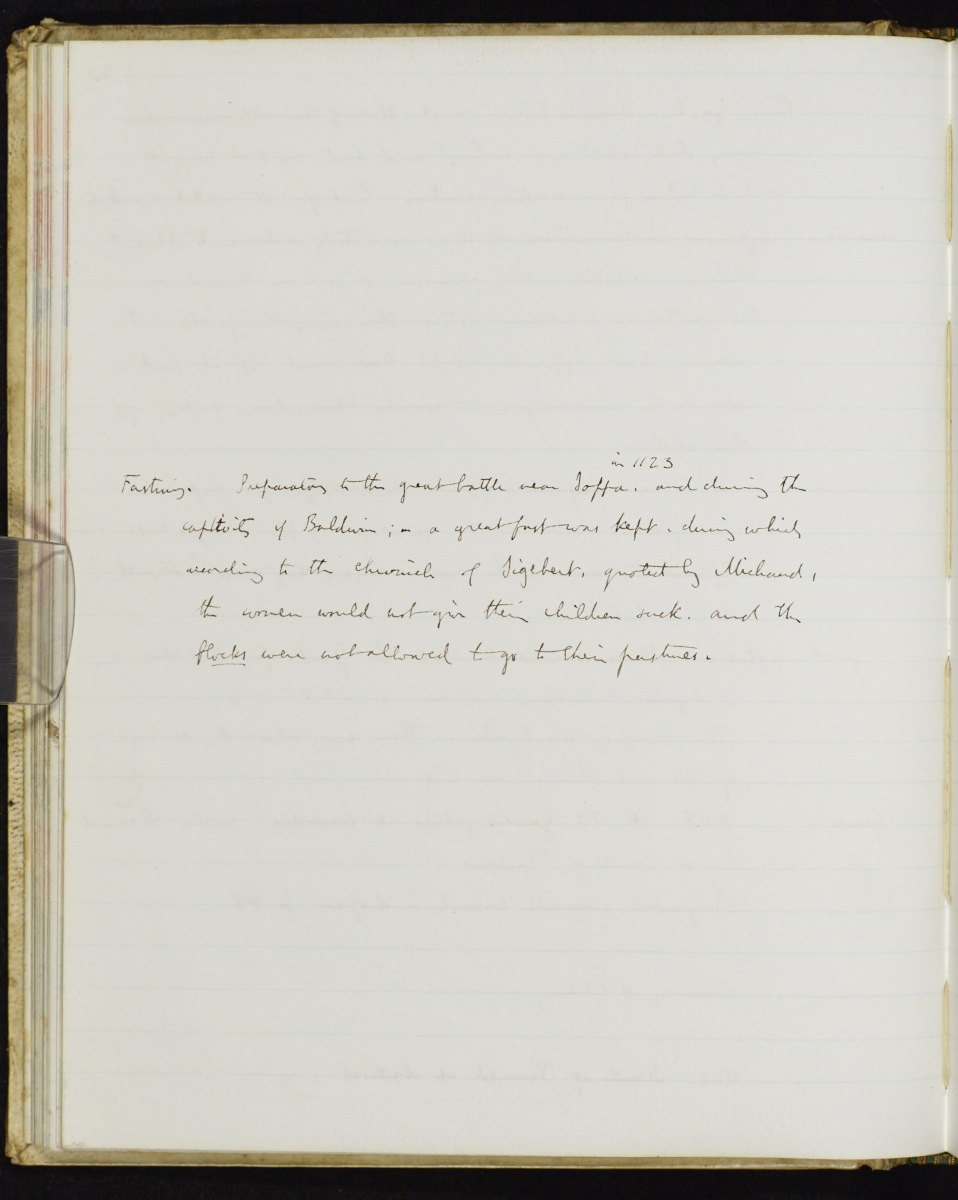 in 1123
Fasting. Preparatory to the great battle near Joppa. and during the
captivity of Baldwin; a great fast was kept. during which
according to the chronicle of Sigebert, quoted by Michaud,
the women would not give their children suck. and the
flocks were not allowed to go to their pastures.